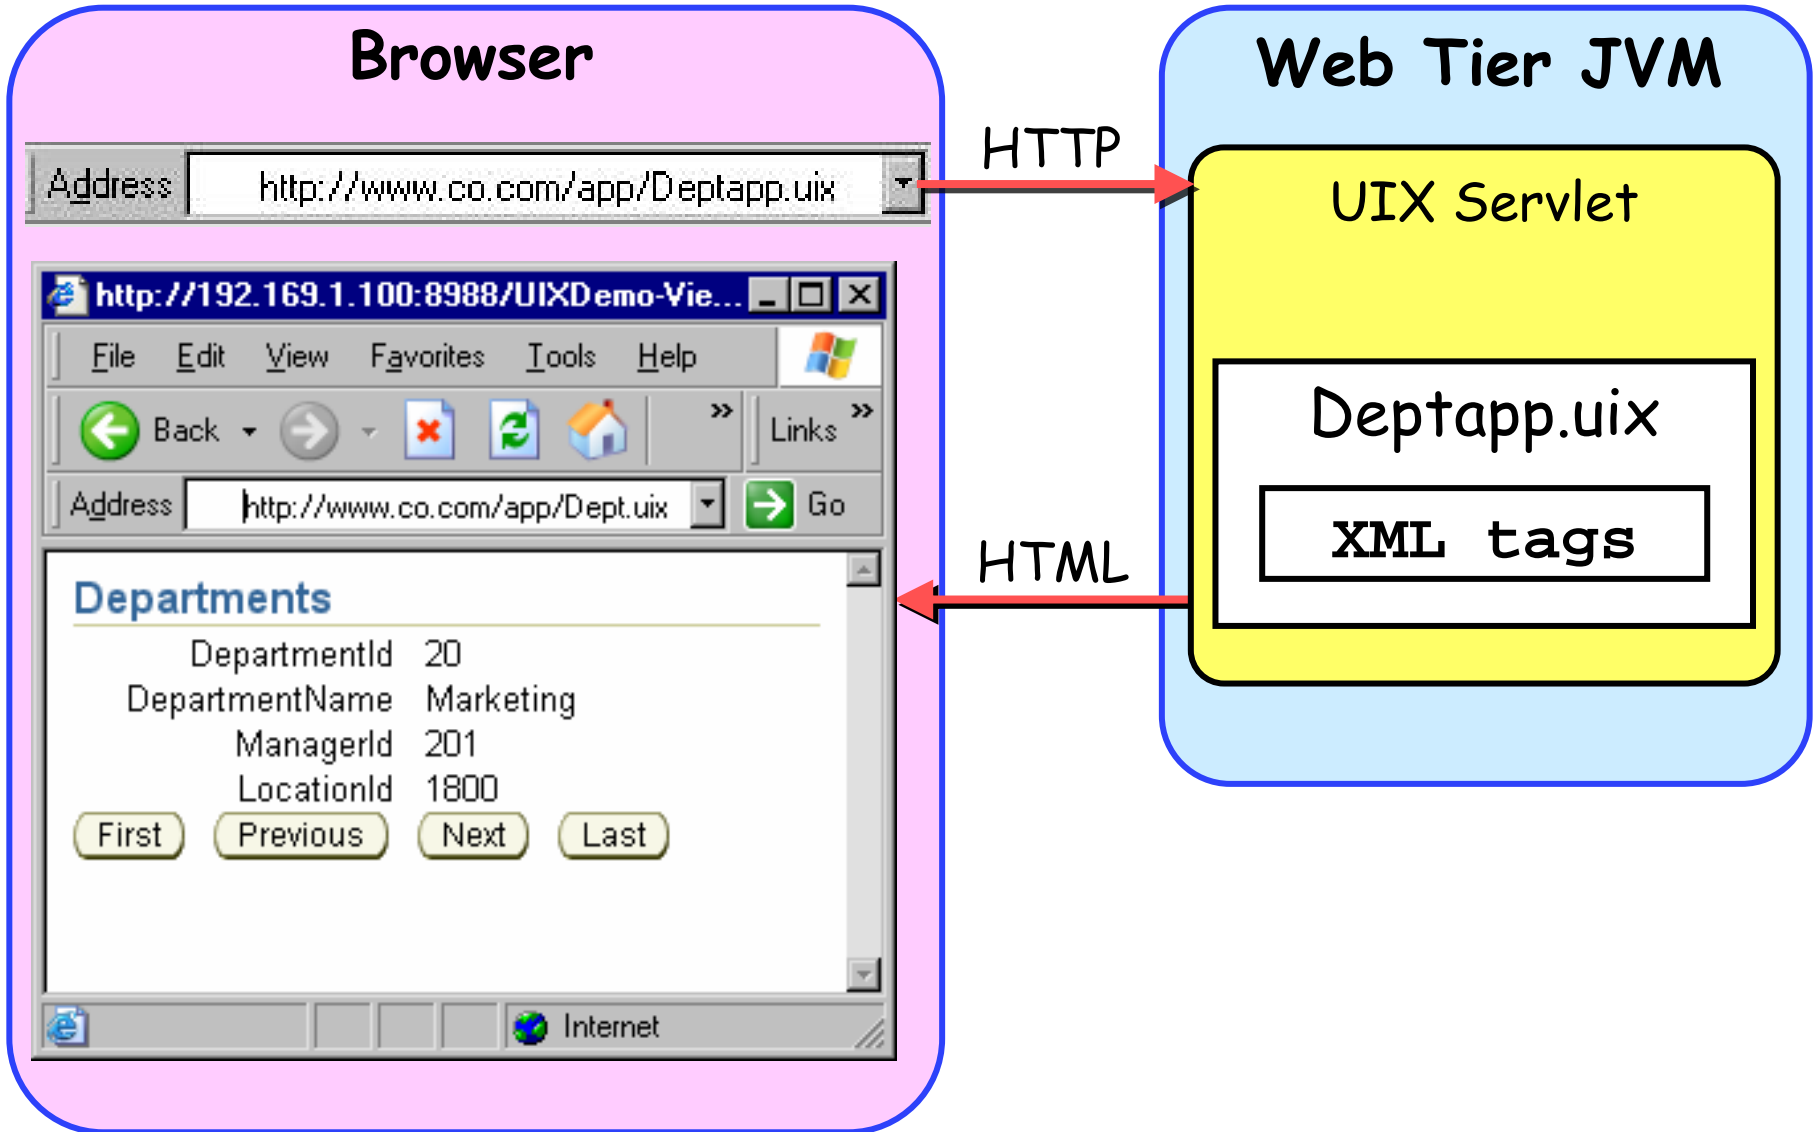 Browser
Address http://www.co.com/app/Deptapp.uix
http://192.169.1.100:8988/UIXDemo-Vie...
File Edit View Favorites Tools Help
Back » Links »
Address http://www.co.com/app/Dept.uix Go
Departments
DepartmentId 20
DepartmentName Marketing
ManagerId 201
LocationId 1800
First Previous Next Last
Internet
HTTP
HTML
Web Tier JVM
UIX Servlet
Deptapp.uix
XML tags